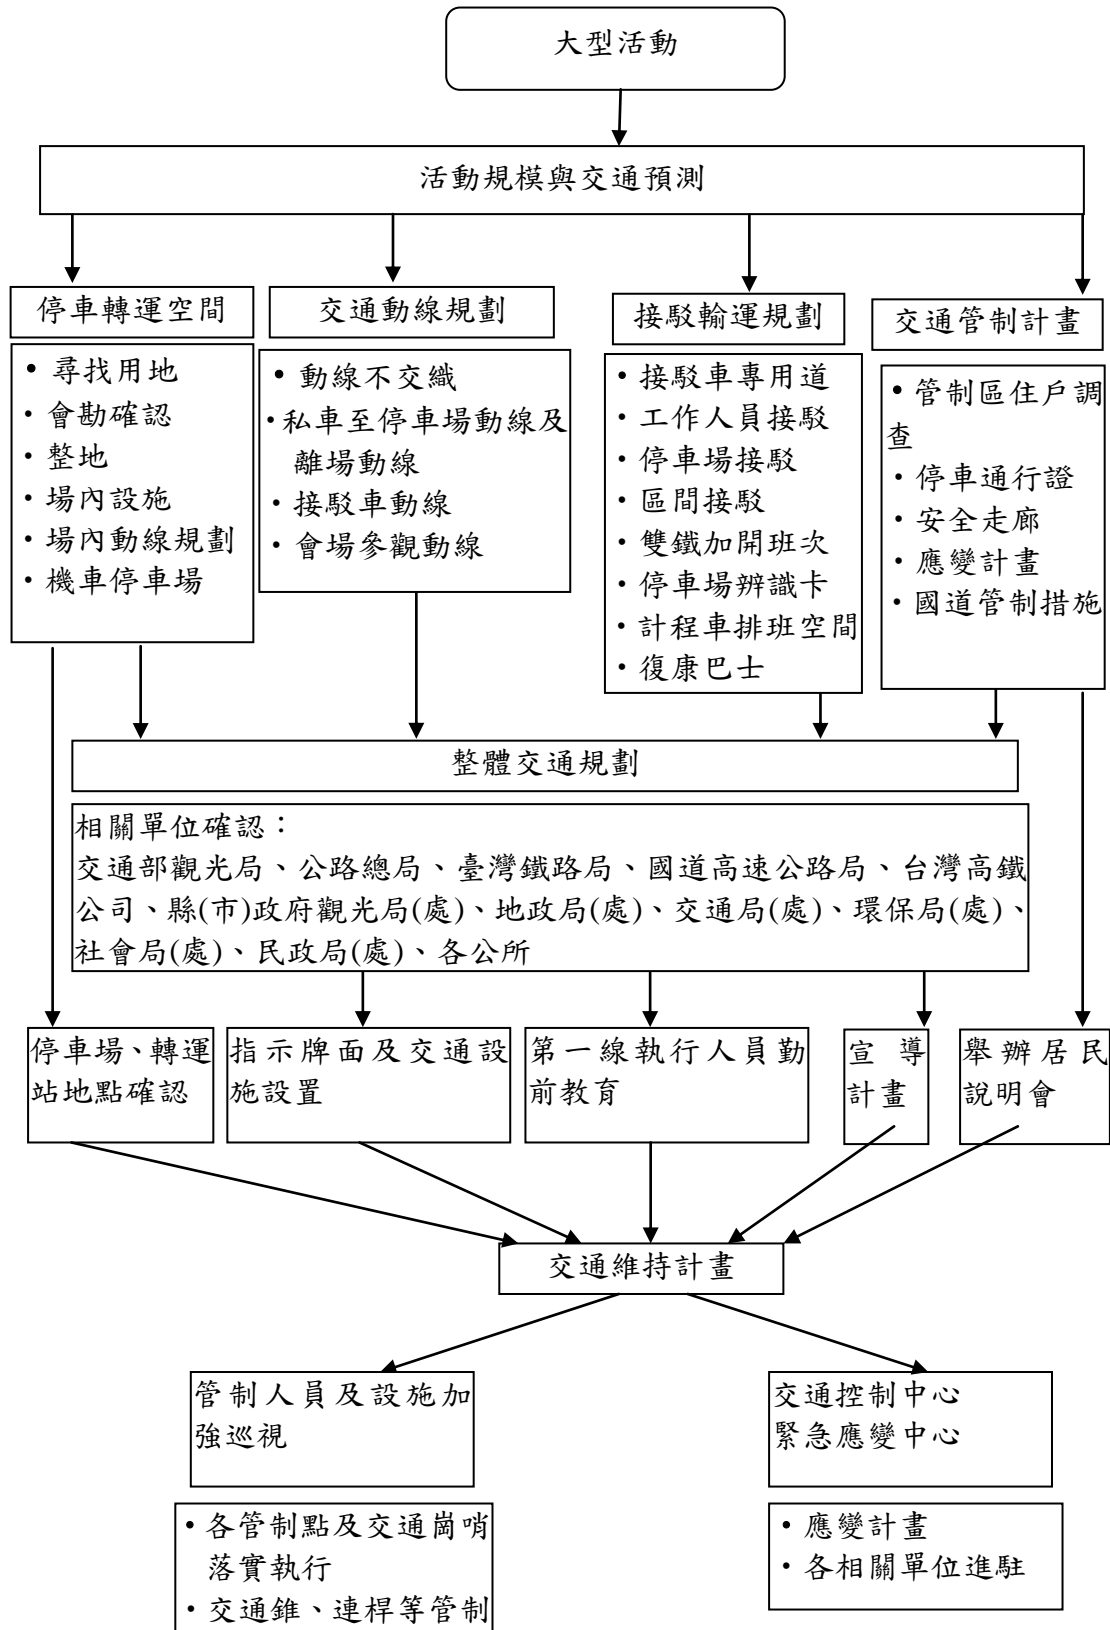 大型活動
活動規模與交通預測
停車轉運空間
• 尋找用地
• 會勘確認
• 整地
• 場內設施
• 場內動線規劃
• 機車停車場
交通動線規劃
• 動線不交織
• 私車至停車場動線及
離場動線
• 接駁車動線
• 會場參觀動線
接駁輸運規劃
• 接駁車專用道
• 工作人員接駁
• 停車場接駁
• 區間接駁
• 雙鐵加開班次
• 停車場辨識卡
• 計程車排班空間
• 復康巴士
交通管制計畫
• 管制區住戶調
查
• 停車通行證
• 安全走廊
• 應變計畫
• 國道管制措施
整體交通規劃
相關單位確認：
交通部觀光局、公路總局、臺灣鐵路局、國道高速公路局、台灣高鐵
公司、縣(市)政府觀光局(處)、地政局(處)、交通局(處)、環保局(處)、
社會局(處)、民政局(處)、各公所
停車場、轉運
站地點確認
指示牌面及交通設
施設置
第一線執行人員勤
前教育
宣導
計畫
舉辦居民
說明會
交通維持計畫
管制人員及設施加
強巡視
• 各管制點及交通崗哨
落實執行
• 交通錐、連桿等管制
交通控制中心
緊急應變中心
• 應變計畫
• 各相關單位進駐